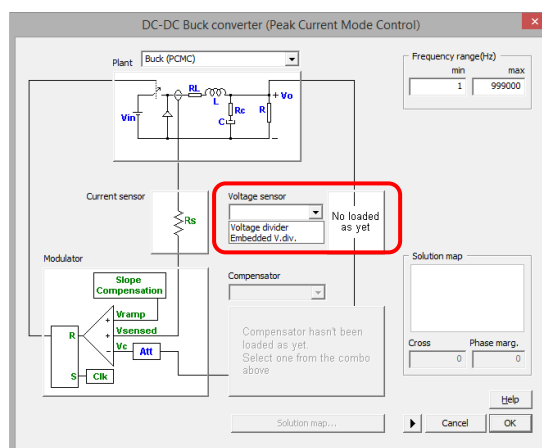 DC-DC Buck converter (Peak Current Mode Control)
x
Plant
Buck (PCMC)
Vin
RL
L
Rc
C
R
+ Vo
Frequency range(Hz)
min
max
1
999000
Current sensor
Rs
Voltage sensor
Voltage divider
Embedded V.div.
No loaded
as yet
Modulator
Slope
Compensation
Vramp
Vsensed
Vc
Att
R
S
Clk
+
+
−
Compensator
Compensator hasn't been
loaded as yet.
Select one from the combo
above
Solution map
Cross
Phase marg.
0
0
Help
Solution map...
Cancel
OK